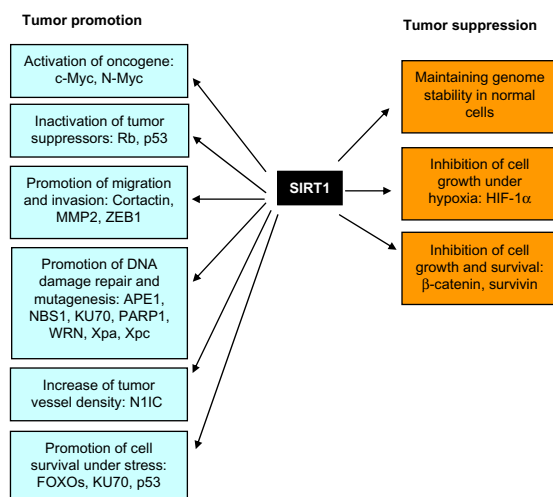 Tumor promotion
Activation of oncogene:
c-Myc, N-Myc
Inactivation of tumor
suppressors: Rb, p53
Promotion of migration
and invasion: Cortactin,
MMP2, ZEB1
Promotion of DNA
damage repair and
mutagenesis: APE1,
NBS1, KU70, PARP1,
WRN, Xpa, Xpc
Increase of tumor
vessel density: N1IC
Promotion of cell
survival under stress:
FOXOs, KU70, p53
SIRT1
Tumor suppression
Maintaining genome
stability in normal
cells
Inhibition of cell
growth under
hypoxia: HIF-1α
Inhibition of cell
growth and survival:
β-catenin, survivin